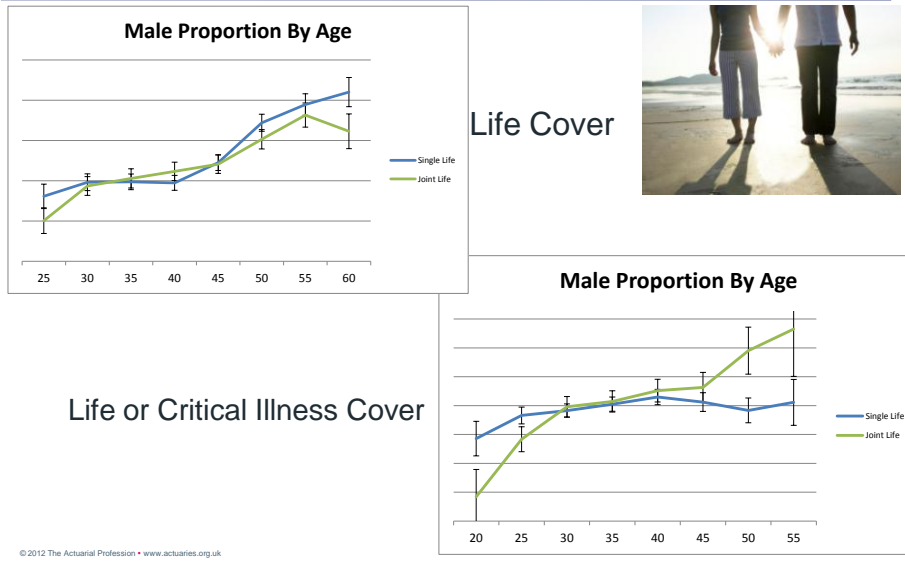 Male Proportion By Age
Single Life
Joint Life
25 30 35 40 45 50 55 60
Life Cover
Male Proportion By Age
Single Life
Joint Life
20 25 30 35 40 45 50 55
Life or Critical Illness Cover
© 2012 The Actuarial Profession • www.actuaries.org.uk